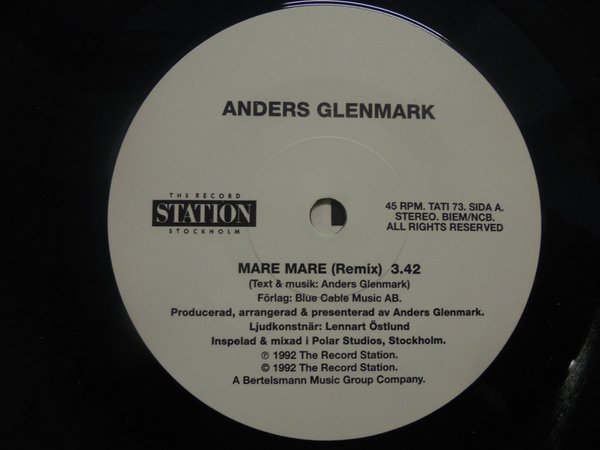 ANDERS GLENMARK
THE RECORD
STATION
STOCKHOLM
45 RPM. TATI 73. SIDA A.
STEREO. BIEM/NCB.
ALL RIGHTS RESERVED
MARE MARE (Remix) 3.42
(Text & musik: Anders Glenmark)
Förlag: Blue Cable Music AB.
Producerad, arrangerad & presenterad av Anders Glenmark.
Ljudkonstnär: Lennart Östlund
Inspelad & mixad i Polar Studios, Stockholm.
℗ 1992 The Record Station.
© 1992 The Record Station.
A Bertelsmann Music Group Company.